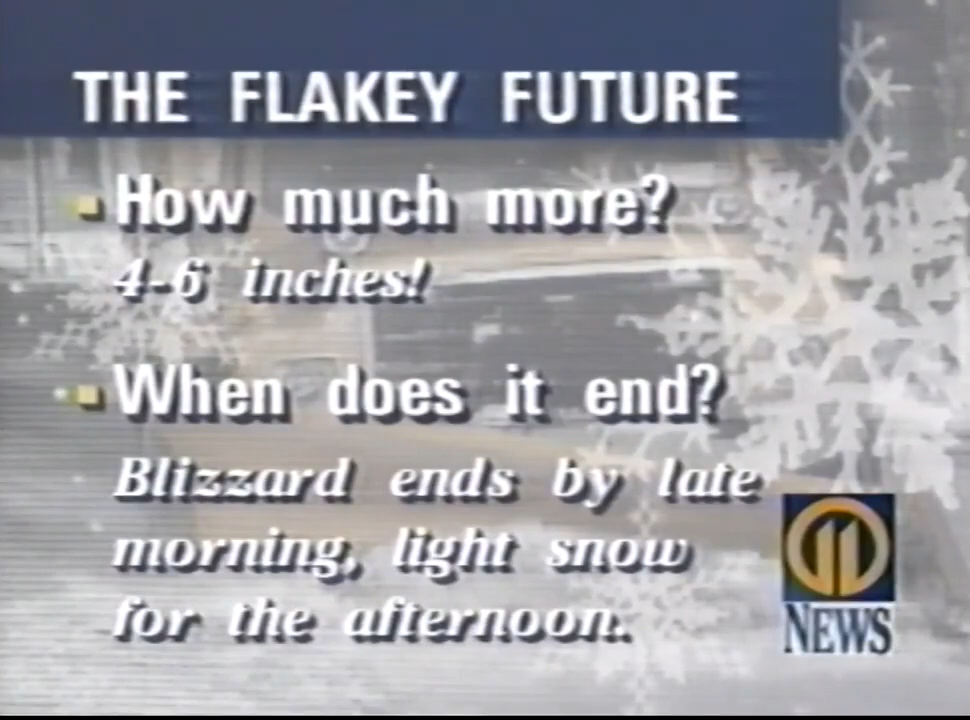 THE FLAKEY FUTURE
How much more?
4-6 inches!
When does it end?
Blizzard ends by late
morning, light snow
for the afternoon.
11
NEWS